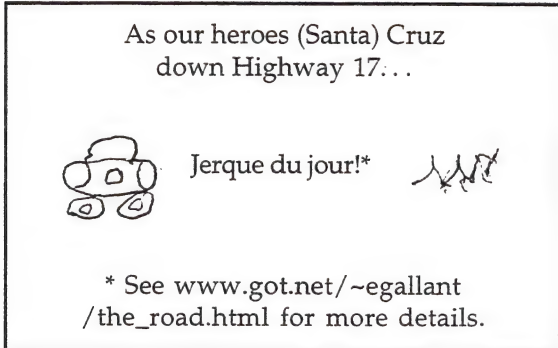 As our heroes (Santa) Cruz
down Highway 17...
Jerque du jour!*
* See www.got.net/~egallant
/the_road.html for more details.